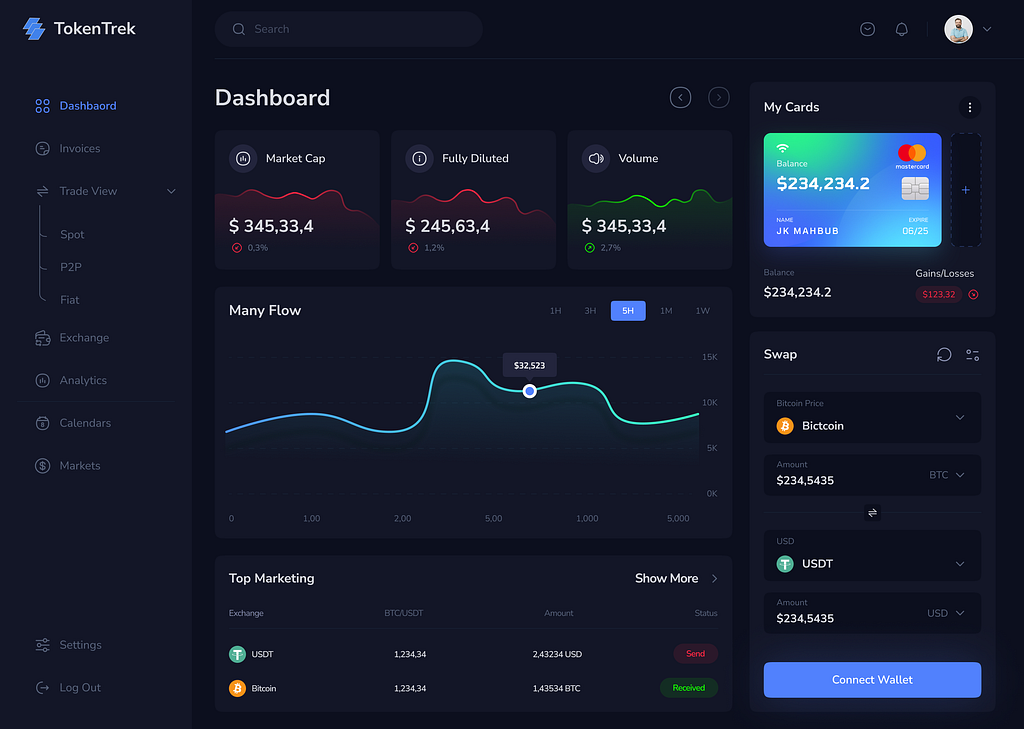 TokenTrek
Search
Dashbaord
Invoices
Trade View
Spot
P2P
Fiat
Exchange
Analytics
Calendars
Markets
Settings
Log Out
Dashboard
Market Cap
$ 345,33,4
0,3%
Fully Diluted
$ 245,63,4
1,2%
Volume
$ 345,33,4
2,7%
Many Flow
1H 3H 5H 1M 1W
$32,523
15K
10K
5K
0K
0 1,00 2,00 5,00 1,000 5,000
Top Marketing
Show More
Exchange BTC/USDT Amount Status
USDT 1,234,34 2,43234 USD Send
Bitcoin 1,234,34 1,43534 BTC Received
My Cards
Balance
mastercard
$234,234.2
NAME EXPIRE
JK MAHBUB 06/25
+
Balance Gains/Losses
$234,234.2 $123,32
Swap
Bitcoin Price
Bictcoin
Amount
$234,5435 BTC
USD
USDT
Amount
$234,5435 USD
Connect Wallet